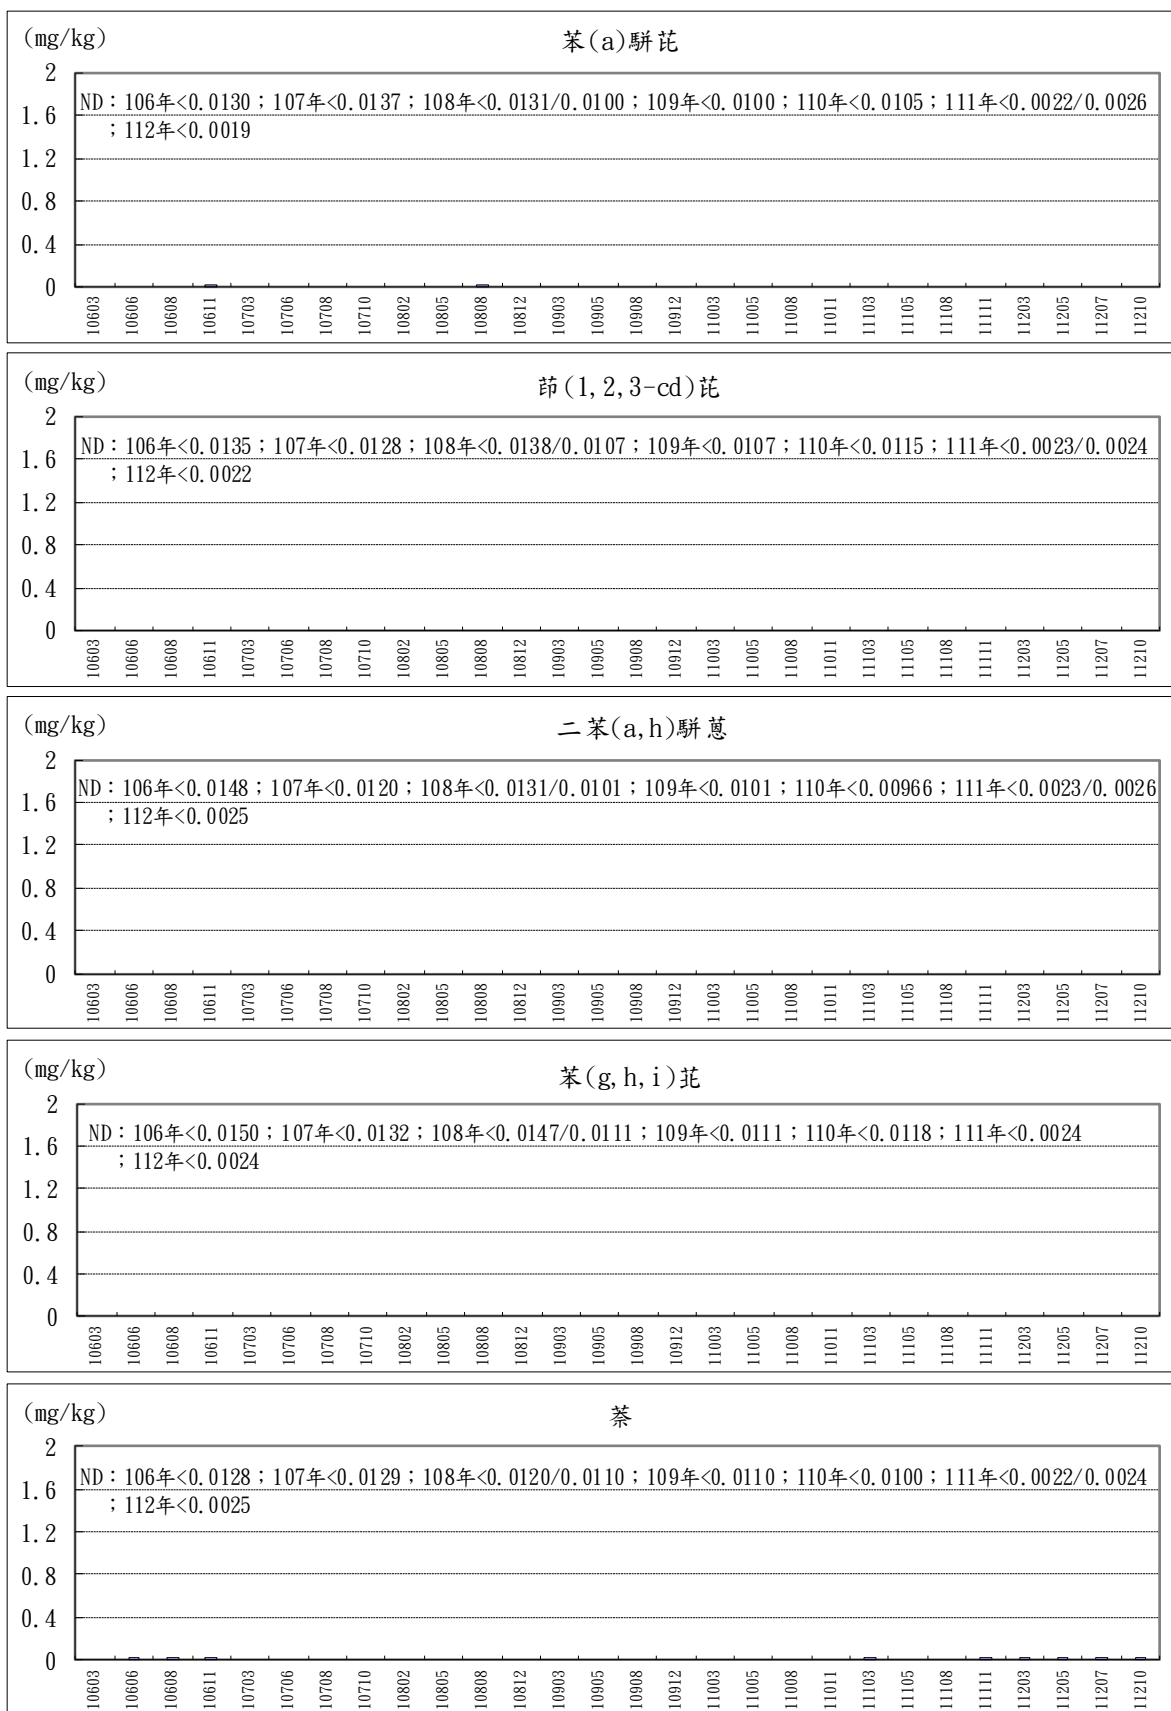 (mg/kg)
苯(a)駢芘
2
ND：106年<0.0130；107年<0.0137；108年<0.0131/0.0100；109年<0.0100；110年<0.0105；111年<0.0022/0.0026
1.6
；112年<0.0019
1.2
0.8
0.4
0
10603 10606 10608 10611 10703 10706 10708 10710 10802 10805 10808 10812 10903 10905 10908 10912 11003 11005 11008 11011 11103 11105 11108 11111 11203 11205 11207 11210
(mg/kg)
茚(1,2,3-cd)芘
2
ND：106年<0.0135；107年<0.0128；108年<0.0138/0.0107；109年<0.0107；110年<0.0115；111年<0.0023/0.0024
1.6
；112年<0.0022
1.2
0.8
0.4
0
10603 10606 10608 10611 10703 10706 10708 10710 10802 10805 10808 10812 10903 10905 10908 10912 11003 11005 11008 11011 11103 11105 11108 11111 11203 11205 11207 11210
(mg/kg)
二苯(a,h)駢蒽
2
ND：106年<0.0148；107年<0.0120；108年<0.0131/0.0101；109年<0.0101；110年<0.00966；111年<0.0023/0.0026
1.6
；112年<0.0025
1.2
0.8
0.4
0
10603 10606 10608 10611 10703 10706 10708 10710 10802 10805 10808 10812 10903 10905 10908 10912 11003 11005 11008 11011 11103 11105 11108 11111 11203 11205 11207 11210
(mg/kg)
苯(g,h,i)苝
2
ND：106年<0.0150；107年<0.0132；108年<0.0147/0.0111；109年<0.0111；110年<0.0118；111年<0.0024
1.6
；112年<0.0024
1.2
0.8
0.4
0
10603 10606 10608 10611 10703 10706 10708 10710 10802 10805 10808 10812 10903 10905 10908 10912 11003 11005 11008 11011 11103 11105 11108 11111 11203 11205 11207 11210
(mg/kg)
萘
2
ND：106年<0.0128；107年<0.0129；108年<0.0120/0.0110；109年<0.0110；110年<0.0100；111年<0.0022/0.0024
1.6
；112年<0.0025
1.2
0.8
0.4
0
10603 10606 10608 10611 10703 10706 10708 10710 10802 10805 10808 10812 10903 10905 10908 10912 11003 11005 11008 11011 11103 11105 11108 11111 11203 11205 11207 11210